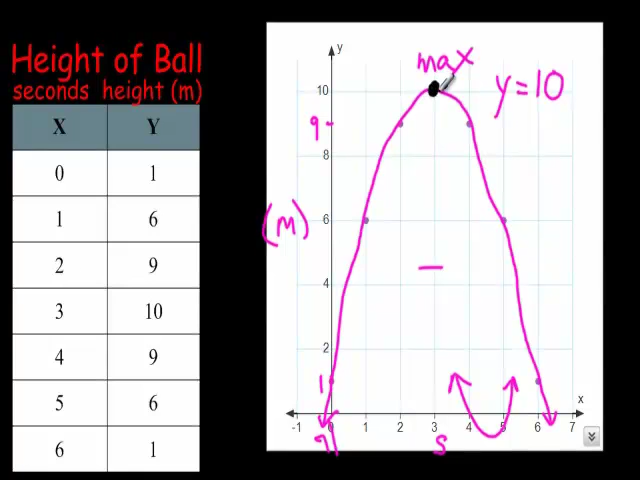 Height of Ball
seconds height (m)
X Y
0 1
1 6
2 9
3 10
4 9
5 6
6 1
y
max
y=10
10
9
8
(M)
6
4
2
1
x
-1 0 1 2 3 4 5 6 7
S